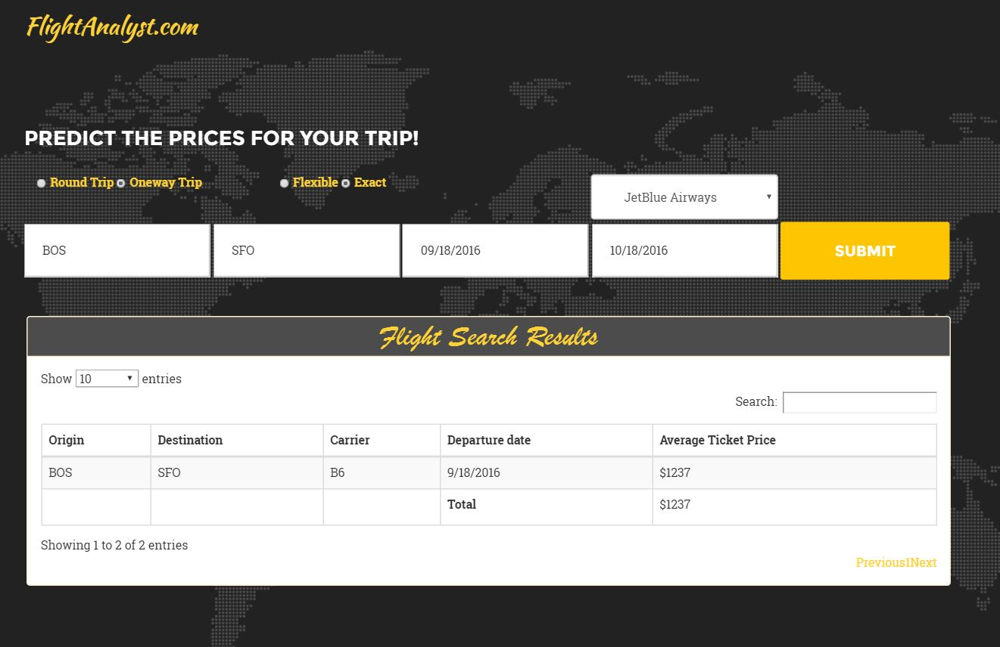 FlightAnalyst.com
PREDICT THE PRICES FOR YOUR TRIP!
Round Trip Oneway Trip Flexible Exact
JetBlue Airways
BOS SFO 09/18/2016 10/18/2016 SUBMIT
Flight Search Results
Show 10 entries
Search:
Origin Destination Carrier Departure date Average Ticket Price
BOS SFO B6 9/18/2016 $1237
Total $1237
Showing 1 to 2 of 2 entries
Previous1Next